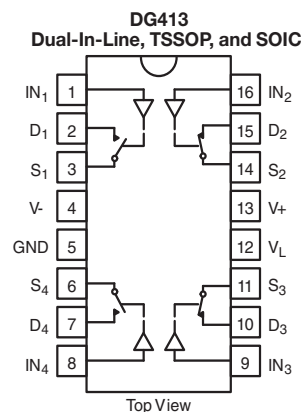 DG413
Dual-In-Line, TSSOP, and SOIC
IN1 1 16 IN2
D1 2 15 D2
S1 3 14 S2
V- 4 13 V+
GND 5 12 VL
S4 6 11 S3
D4 7 10 D3
IN4 8 9 IN3
Top View